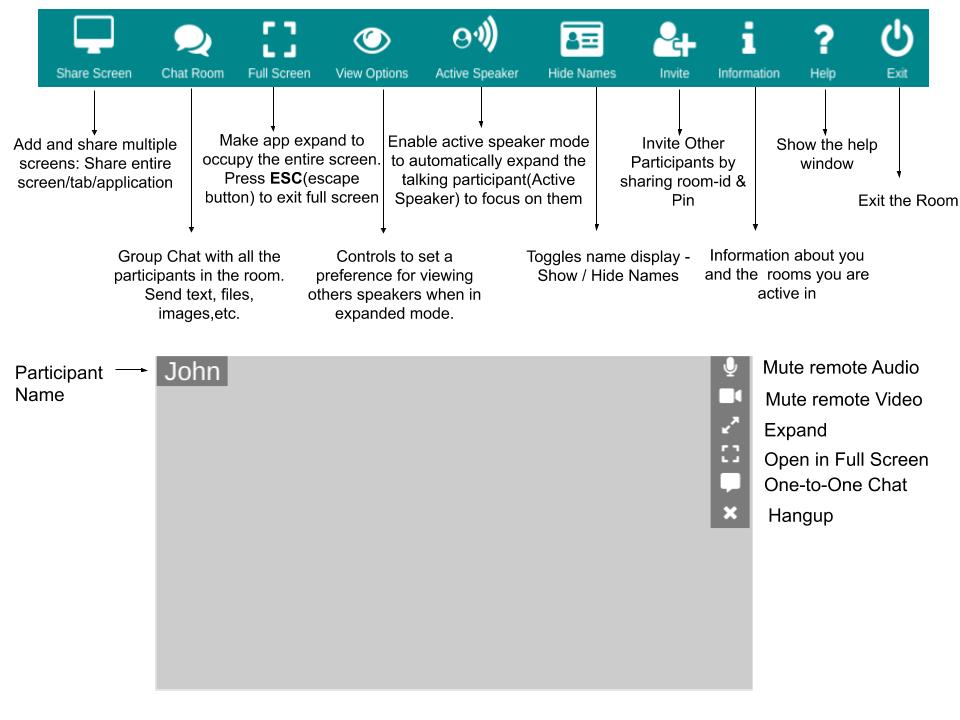 Share Screen
Chat Room
Full Screen
View Options
Active Speaker
Hide Names
Invite
Information
Help
Exit
Add and share multiple
screens: Share entire
screen/tab/application
Make app expand to
occupy the entire screen.
Press ESC(escape
button) to exit full screen
Enable active speaker mode
to automatically expand the
talking participant(Active
Speaker) to focus on them
Invite Other
Participants by
sharing room-id &
Pin
Show the help
window
Exit the Room
Group Chat with all the
participants in the room.
Send text, files,
images,etc.
Controls to set a
preference for viewing
others speakers when in
expanded mode.
Toggles name display -
Show / Hide Names
Information about you
and the rooms you are
active in
Participant
Name
John
Mute remote Audio
Mute remote Video
Expand
Open in Full Screen
One-to-One Chat
Hangup